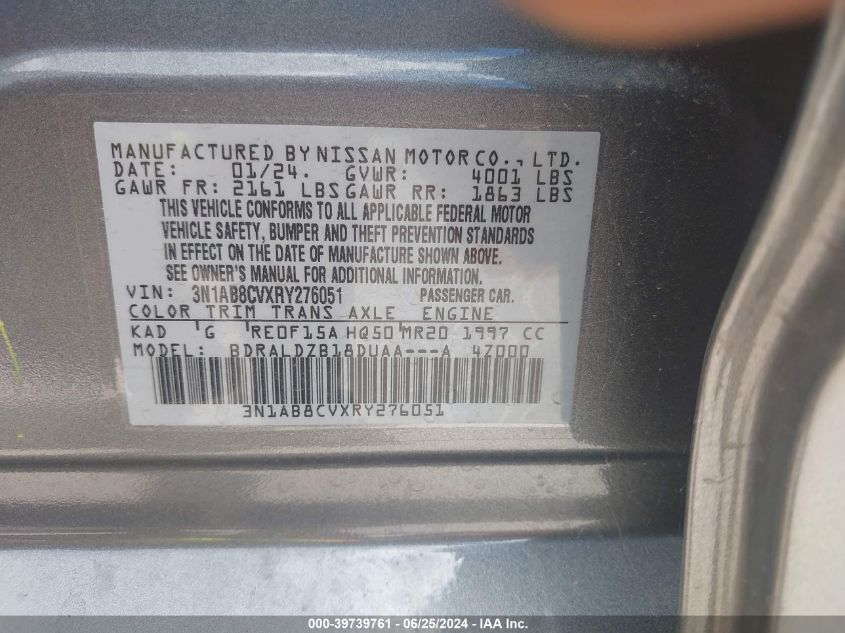 MANUFACTURED BY NISSAN MOTOR CO., LTD.
DATE: 01/24. GVWR: 4001 LBS
GAWR FR: 2161 LBS GAWR RR: 1863 LBS
THIS VEHICLE CONFORMS TO ALL APPLICABLE FEDERAL MOTOR
VEHICLE SAFETY, BUMPER AND THEFT PREVENTION STANDARDS
IN EFFECT ON THE DATE OF MANUFACTURE SHOWN ABOVE.
SEE OWNER'S MANUAL FOR ADDITIONAL INFORMATION.
VIN: 3N1AB8CVXRY276051 PASSENGER CAR.
COLOR TRIM TRANS AXLE ENGINE
KAD G RE0F15A HQ50 MR20 1997 CC
MODEL: BDRALDZB18DUAA---A 4Z000
3N1AB8CVXRY276051
000-39739761 - 06/25/2024 - IAA Inc.